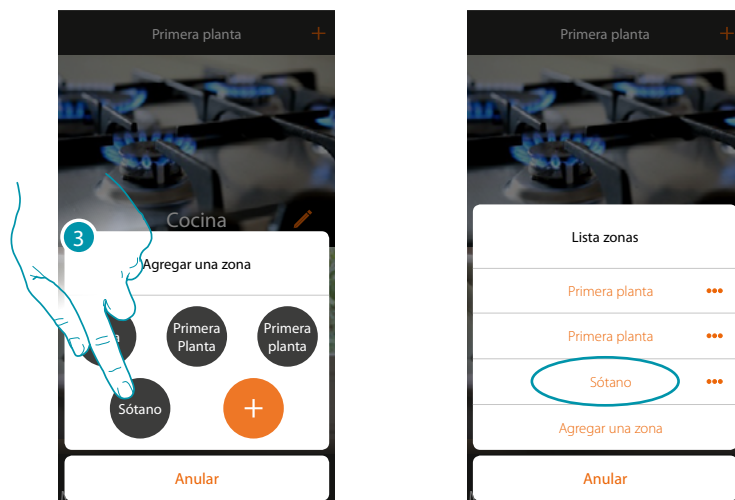 Primera planta +
Cocina
3
Agregar una zona
Primera
Planta
Primera
planta
Sótano
+
Anular
Primera planta +
Lista zonas
Primera planta
Primera planta
Sótano
Agregar una zona
Anular